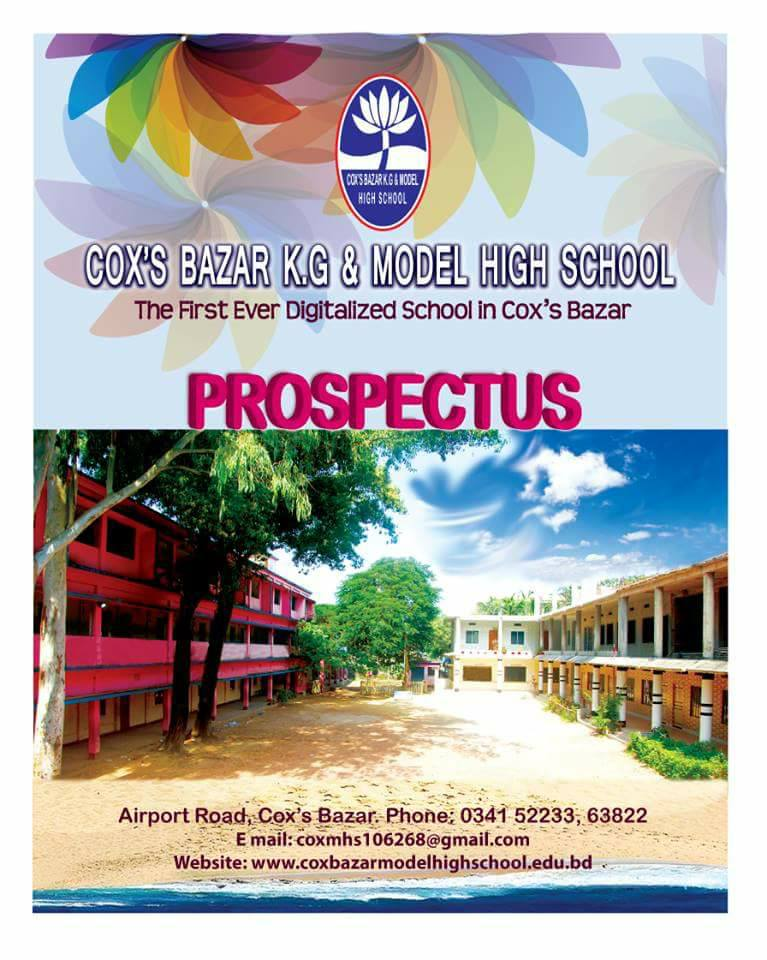 COX'S BAZAR K.G & MODEL
HIGH SCHOOL
COX'S BAZAR K.G & MODEL HIGH SCHOOL
The First Ever Digitalized School in Cox's Bazar
PROSPECTUS
Airport Road, Cox's Bazar. Phone: 0341 52233, 63822
E mail: coxmhs106268@gmail.com
Website: www.coxbazarmodelhighschool.edu.bd